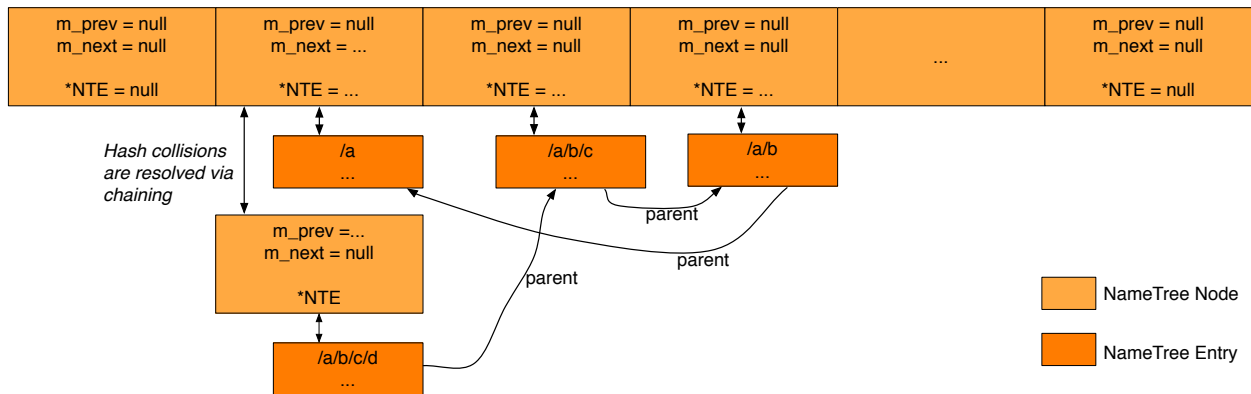 m_prev = null
m_next = null
*NTE = null
m_prev = null
m_next = ...
*NTE = ...
m_prev = null
m_next = null
*NTE = ...
m_prev = null
m_next = null
*NTE = ...
...
m_prev = null
m_next = null
*NTE = null
Hash collisions
are resolved via
chaining
/a
...
/a/b/c
...
/a/b
...
parent
parent
parent
m_prev =...
m_next = null
*NTE
/a/b/c/d
...
NameTree Node
NameTree Entry